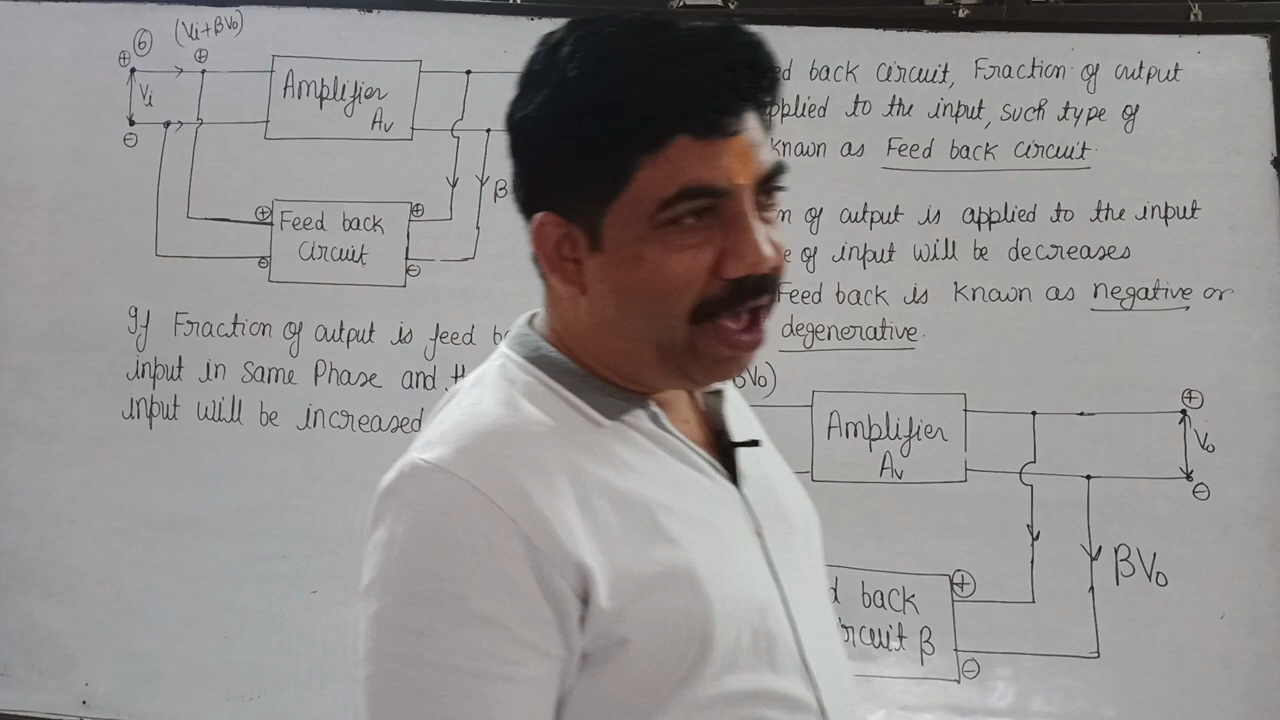 ⑥ (Vi+βVo)
⊕ ⊕
Vi
⊖
Amplifier
Av
β
⊕ Feed back ⊕
⊖ Circuit ⊖
If Fraction of output is feed
input in same Phase and
input will be increased
back circuit, Fraction of output
applied to the input, such type of
known as Feed back circuit.
of output is applied to the input
of input will be decreases
Feed back is known as negative or
degenerative.
βVo)
Amplifier
Av
⊕
Vo
⊖
βVo
back ⊕
circuit β
⊖